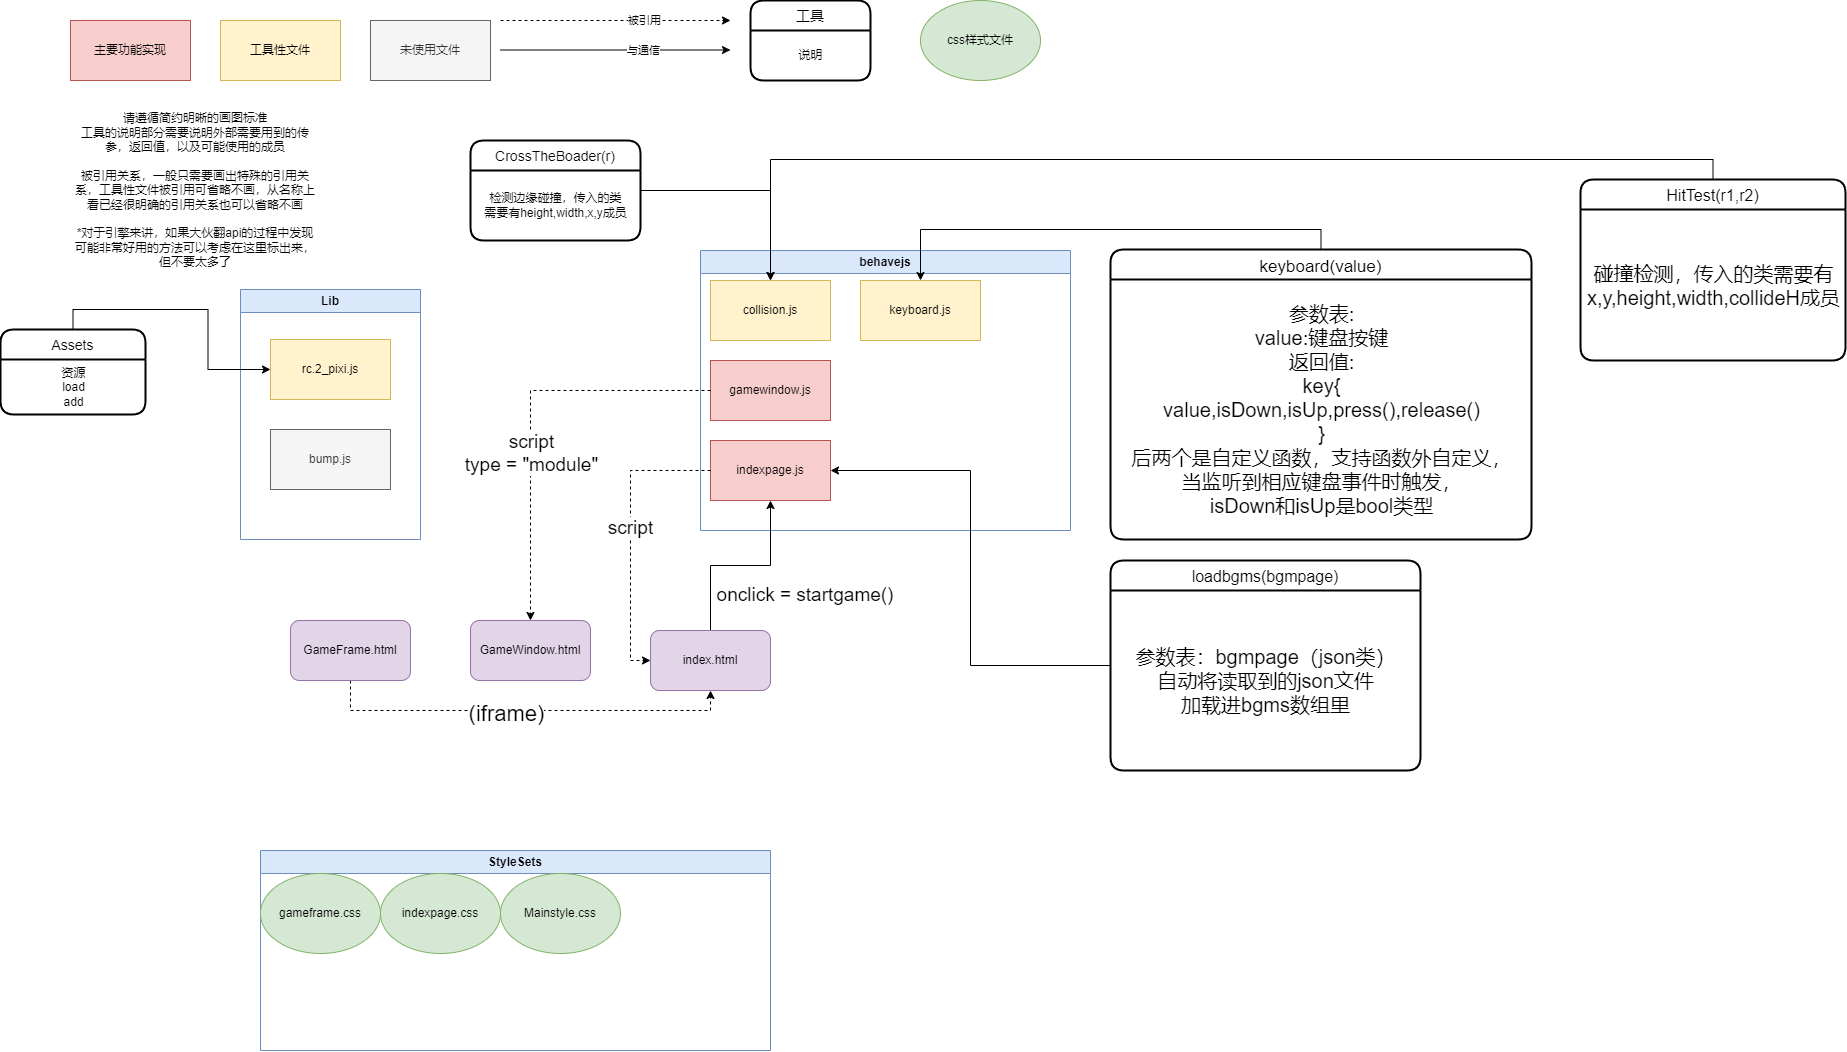 主要功能实现
工具性文件
未使用文件
被引用
与通信
工具
说明
css样式文件
请遵循简约明晰的画图标准
工具的说明部分需要说明外部需要用到的传
参，返回值，以及可能使用的成员
被引用关系，一般只需要画出特殊的引用关
系，工具性文件被引用可省略不画，从名称上
看已经很明确的引用关系也可以省略不画
*对于引擎来讲，如果大伙翻api的过程中发现
可能非常好用的方法可以考虑在这里标出来，
但不要太多了
CrossTheBoader(r)
检测边缘碰撞，传入的类
需要有height,width,x,y成员
HitTest(r1,r2)
碰撞检测，传入的类需要有
x,y,height,width,collideH成员
behavejs
collision.js
keyboard.js
gamewindow.js
indexpage.js
keyboard(value)
参数表:
value:键盘按键
返回值:
key{
value,isDown,isUp,press(),release()
}
后两个是自定义函数，支持函数外自定义，
当监听到相应键盘事件时触发，
isDown和isUp是bool类型
Lib
rc.2_pixi.js
bump.js
Assets
资源
load
add
script
type = "module"
script
onclick = startgame()
GameFrame.html
GameWindow.html
index.html
(iframe)
loadbgms(bgmpage)
参数表：bgmpage（json类）
自动将读取到的json文件
加载进bgms数组里
StyleSets
gameframe.css
indexpage.css
Mainstyle.css